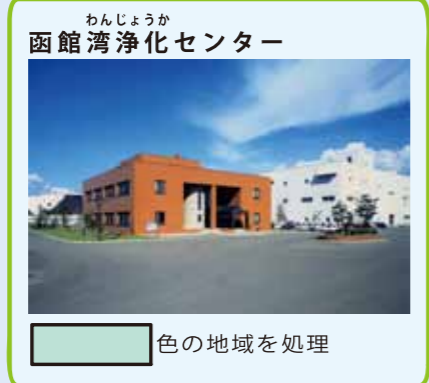 わんじょうか
函館湾浄化センター
色の地域を処理